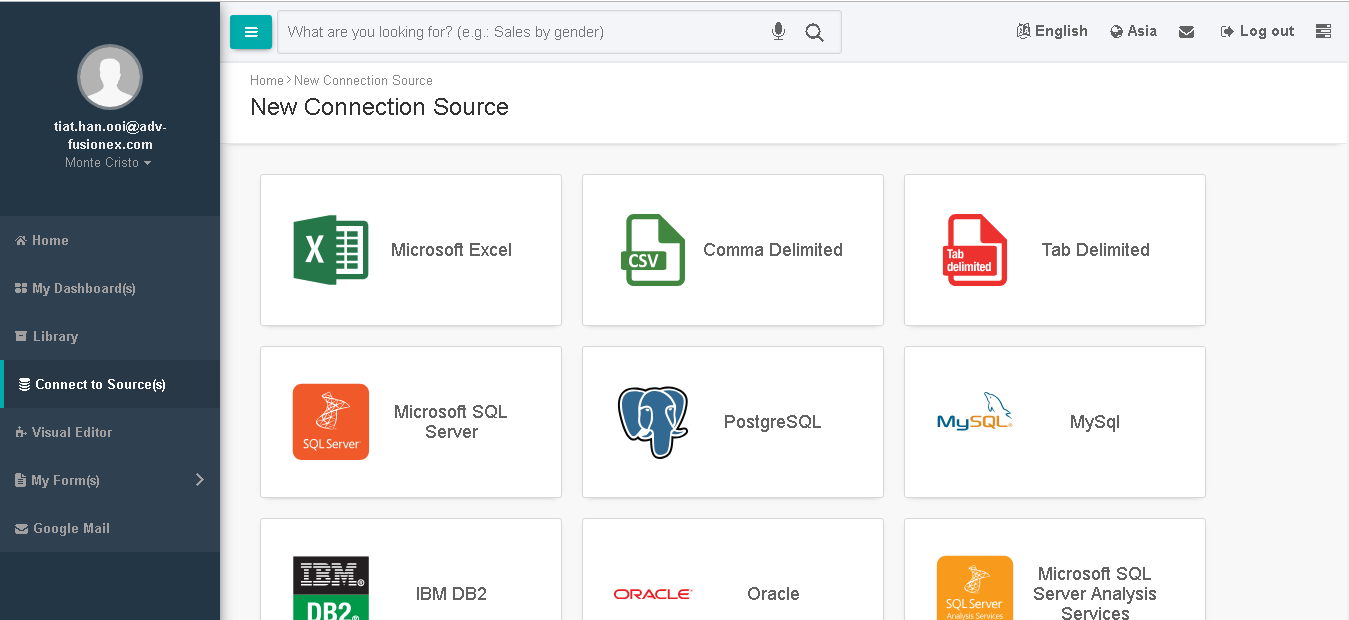 What are you looking for? (e.g.: Sales by gender)
English
Asia
Log out
tiat.han.ooi@adv-
fusionex.com
Monte Cristo
Home
My Dashboard(s)
Library
Connect to Source(s)
Visual Editor
My Form(s)
Google Mail
Home > New Connection Source
New Connection Source
X
Microsoft Excel
CSV
Comma Delimited
Tab
delimited
Tab Delimited
SQL Server
Microsoft SQL
Server
PostgreSQL
MySQL
MySql
IBM
DB2
IBM DB2
ORACLE
Oracle
SQL Server
Analysis Services
Microsoft SQL
Server Analysis
Services